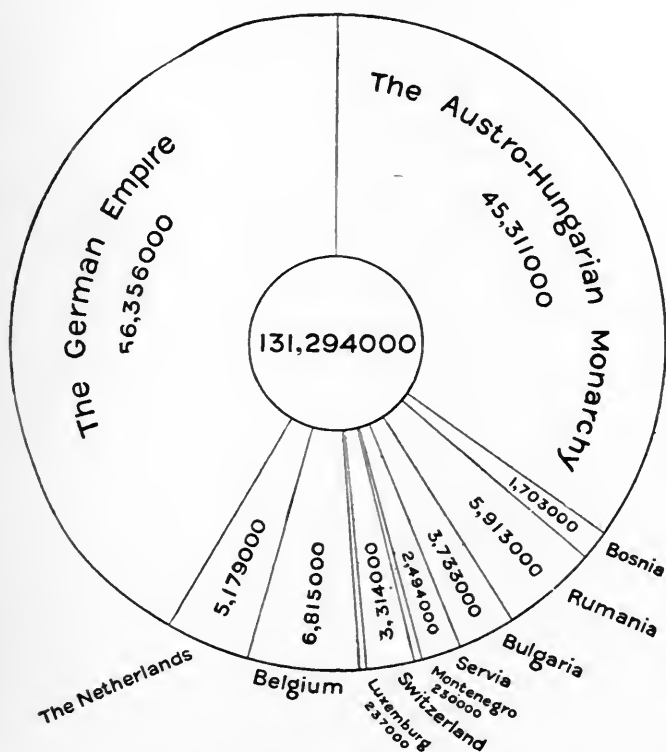 The Austro-Hungarian Monarchy
45,311000
The German Empire
56,356000
131,294000
1,703000
Bosnia
5,913000
Rumania
3,733000
Bulgaria
2,494000
Servia
Montenegro
230000
3,314000
Switzerland
Luxemburg
237000
6,815000
Belgium
5,179000
The Netherlands